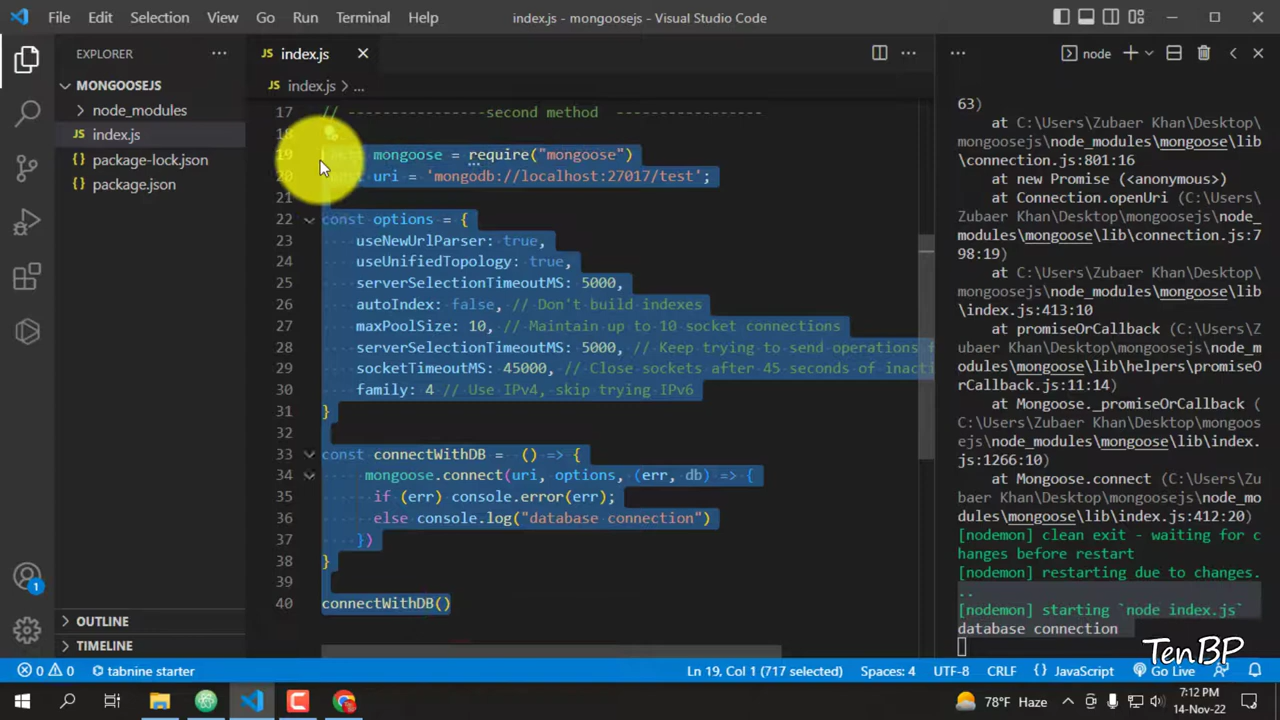 File Edit Selection View Go Run Terminal Help
index.js - mongoosejs - Visual Studio Code
EXPLORER
MONGOOSEJS
node_modules
JS index.js
{} package-lock.json
{} package.json
OUTLINE
TIMELINE
JS index.js
JS index.js > ...
17 // ----------------second method -----------------
18
19 mongoose = require("mongoose")
20 uri = 'mongodb://localhost:27017/test';
21
22 const options = {
23 useNewUrlParser: true,
24 useUnifiedTopology: true,
25 serverSelectionTimeoutMS: 5000,
26 autoIndex: false, // Don't build indexes
27 maxPoolSize: 10, // Maintain up to 10 socket connections
28 serverSelectionTimeoutMS: 5000, // Keep trying to send operations f
29 socketTimeoutMS: 45000, // Close sockets after 45 seconds of inacti
30 family: 4 // Use IPv4, skip trying IPv6
31 }
32
33 const connectWithDB = () => {
34 mongoose.connect(uri, options, (err, db) => {
35 if (err) console.error(err);
36 else console.log("database connection")
37 })
38 }
39
40 connectWithDB()
node
63)
at C:\Users\Zubaer Khan\Desktop\
mongoosejs\node_modules\mongoose\lib
\connection.js:801:16
at new Promise (<anonymous>)
at Connection.openUri (C:\Users\
Zubaer Khan\Desktop\mongoosejs\node_
modules\mongoose\lib\connection.js:7
98:19)
at C:\Users\Zubaer Khan\Desktop\
mongoosejs\node_modules\mongoose\lib
\index.js:413:10
at promiseOrCallback (C:\Users\Z
ubaer Khan\Desktop\mongoosejs\node_m
odules\mongoose\lib\helpers\promiseO
rCallback.js:11:14)
at Mongoose._promiseOrCallback (
C:\Users\Zubaer Khan\Desktop\mongoos
ejs\node_modules\mongoose\lib\index.
js:1266:10)
at Mongoose.connect (C:\Users\Zu
baer Khan\Desktop\mongoosejs\node_mo
dules\mongoose\lib\index.js:412:20)
[nodemon] clean exit - waiting for c
hanges before restart
[nodemon] restarting due to changes.
..
[nodemon] starting `node index.js`
database connection
TenBP
1
0 0 tabnine starter
Ln 19, Col 1 (717 selected) Spaces: 4 UTF-8 CRLF {} JavaScript Go Live
78°F Haze
7:12 PM
14-Nov-22